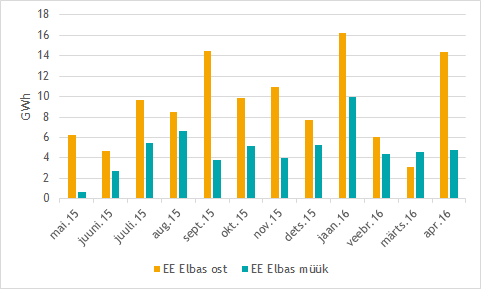 18
16
14
12
10
8
6
4
2
0
GWh
mai.15
juuni.15
juuli.15
aug.15
sept.15
okt.15
nov.15
dets.15
jaan.16
veebr.16
märts.16
apr.16
EE Elbas ost
EE Elbas müük